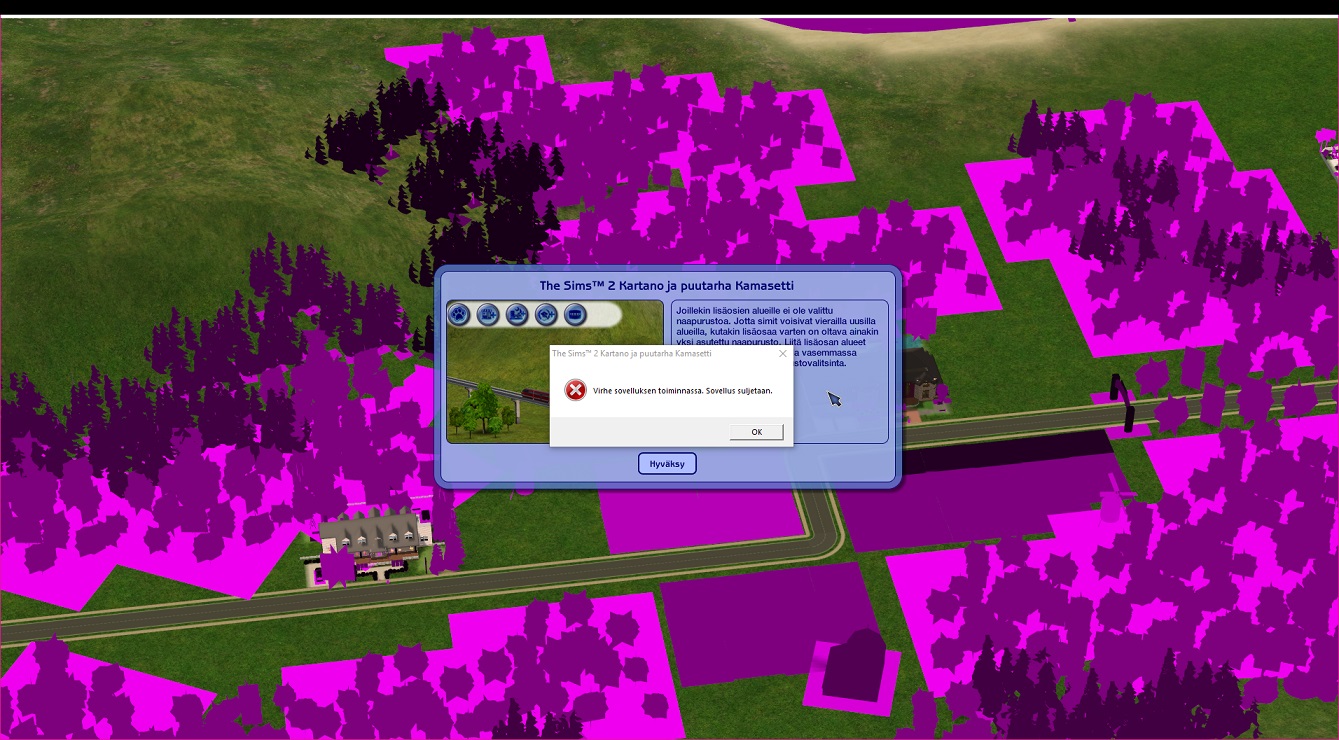 The Sims™ 2 Kartano ja puutarha Kamasetti
Joillekin lisäosien alueille ei ole valittu
naapurustoa. Jotta simit voisivat vierailla uusilla
alueilla, kutakin lisäosaa varten on oltava ainakin
yksi asutettu naapurusto. Liitä lisäosan alueet
a vasemmassa
stovalitsinta.
The Sims™ 2 Kartano ja puutarha Kamasetti
Virhe sovelluksen toiminnassa. Sovellus suljetaan.
OK
Hyväksy